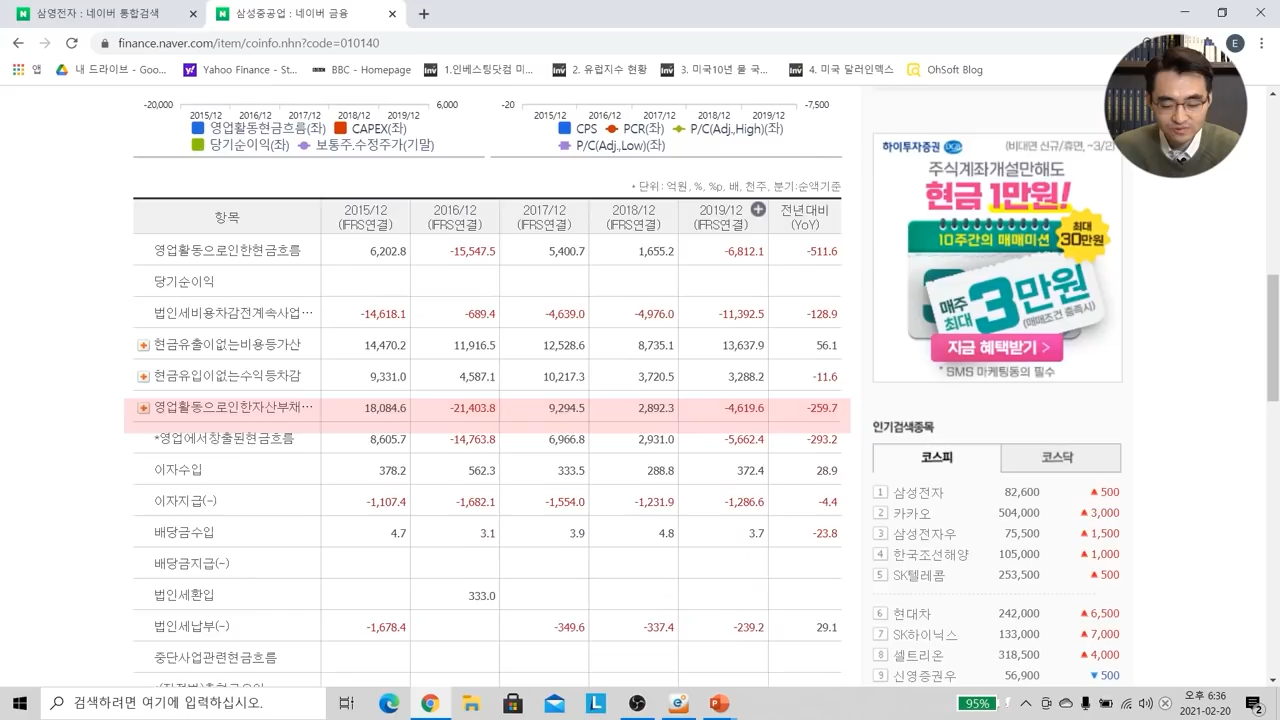 삼영전자 : 네이버 통합검색
삼성중공업 : 네이버 금융
finance.naver.com/item/coinfo.nhn?code=010140
E
앱
내 드라이브 - Goo...
Yahoo Finance - St...
BBC - Homepage
1.인베스팅닷컴 미...
2. 유럽지수 현황
3. 미국10년 물 국...
4. 미국 달러인덱스
OhSoft Blog
-20,000 6,000 -20 -7,500
2015/12 2016/12 2017/12 2018/12 2019/12
2015/12 2016/12 2017/12 2018/12 2019/12
영업활동현금흐름(좌) CAPEX(좌)
당기순이익(좌) 보통주.수정주가(기말)
CPS PCR(좌) P/C(Adj.,High)(좌)
P/C(Adj.,Low)(좌)
* 단위 : 억원, %, %p, 배, 천주, 분기:순액기준
항목 2015/12 (IFRS연결) 2016/12 (IFRS연결) 2017/12 (IFRS연결) 2018/12 (IFRS연결) 2019/12 (IFRS연결) 전년대비 (YoY)
영업활동으로인한현금흐름 6,202.8 -15,547.5 5,400.7 1,655.2 -6,812.1 -511.6
당기순이익
법인세비용차감전계속사업… -14,618.1 -689.4 -4,639.0 -4,976.0 -11,392.5 -128.9
현금유출이없는비용등가산 14,470.2 11,916.5 12,528.6 8,735.1 13,637.9 56.1
현금유입이없는수익등차감 9,331.0 4,587.1 10,217.3 3,720.5 3,288.2 -11.6
영업활동으로인한자산부채… 18,084.6 -21,403.8 9,294.5 2,892.3 -4,619.6 -259.7
*영업에서창출된현금흐름 8,605.7 -14,763.8 6,966.8 2,931.0 -5,662.4 -293.2
이자수입 378.2 562.3 333.5 288.8 372.4 28.9
이자지급(-) -1,107.4 -1,682.1 -1,554.0 -1,231.9 -1,286.6 -4.4
배당금수입 4.7 3.1 3.9 4.8 3.7 -23.8
배당금지급(-)
법인세환입 333.0
법인세납부(-) -1,678.4 -349.6 -337.4 -239.2 29.1
중단사업관련현금흐름
하이투자증권 DGB (비대면 신규/휴면, ~3/2)
주식계좌개설만해도
현금 1만원!
10주간의 매매미션
최대 30만원
매주 최대 3만원
(매매조건 충족시)
지금 혜택받기 >
* SMS 마케팅동의 필수
인기검색종목
코스피 코스닥
1 삼성전자 82,600 ▲500
2 카카오 504,000 ▲3,000
3 삼성전자우 75,500 ▲1,500
4 한국조선해양 105,000 ▲1,000
5 SK텔레콤 253,500 ▲500
6 현대차 242,000 ▲6,500
7 SK하이닉스 133,000 ▲7,000
8 셀트리온 318,500 ▲4,000
9 신영증권우 56,900 ▼500
검색하려면 여기에 입력하십시오.
95%
오후 6:36
2021-02-20
2